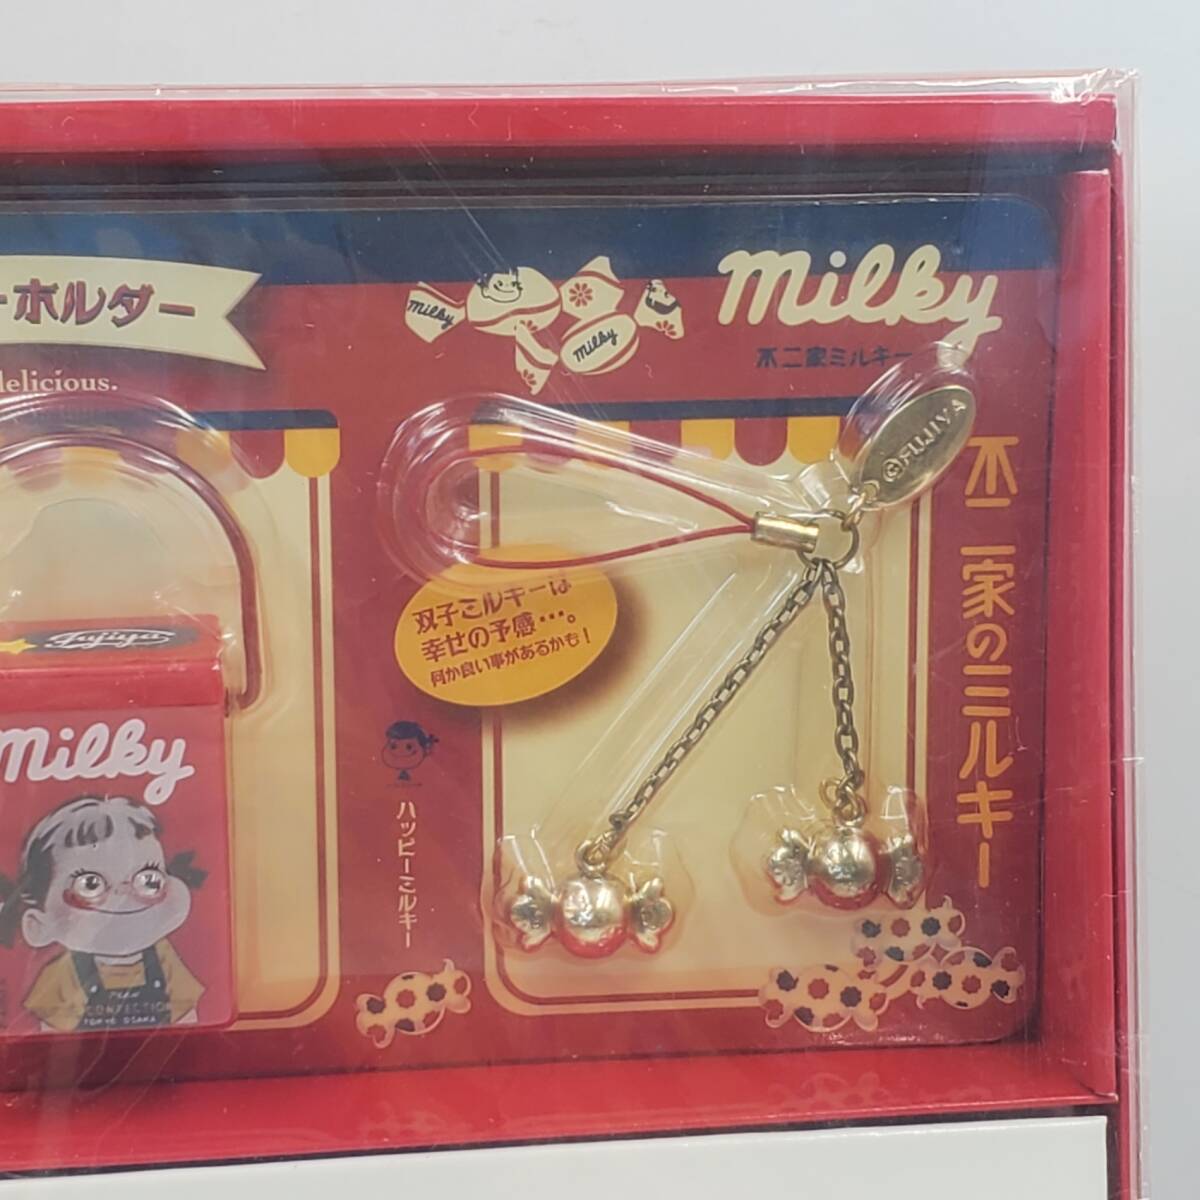 ーホルダー
delicious.
milky
milky
milky
不二家ミルキー
©FUJIYA
不二家のミルキー
双子ミルキーは
幸せの予感…。
何か良い事があるかも！
ハッピーミルキー
Fujiya
milky
CONFECTION
TOKYO OSAKA